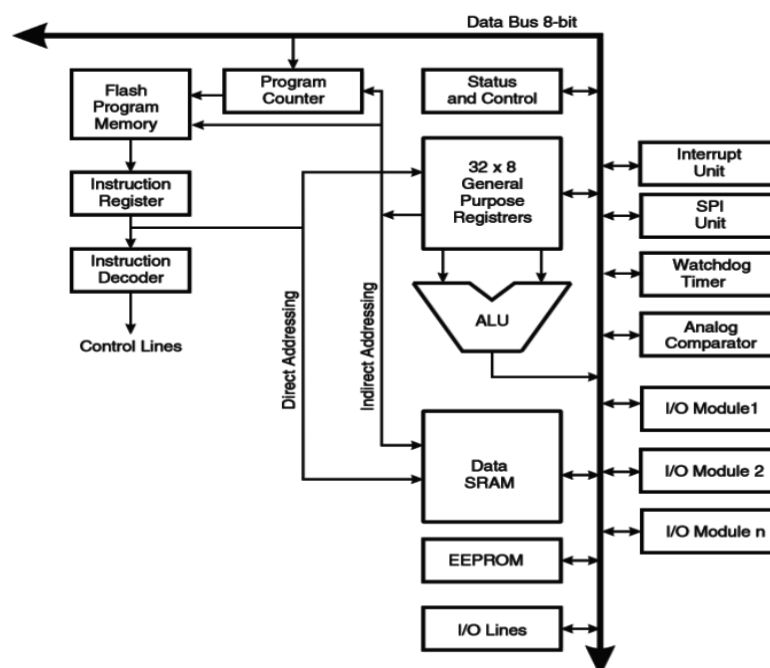 Data Bus 8-bit
Flash
Program
Memory
Program
Counter
Status
and Control
Instruction
Register
32 x 8
General
Purpose
Registrers
Interrupt
Unit
SPI
Unit
Instruction
Decoder
Watchdog
Timer
Control Lines
Direct Addressing
Indirect Addressing
ALU
Analog
Comparator
I/O Module1
Data
SRAM
I/O Module 2
I/O Module n
EEPROM
I/O Lines